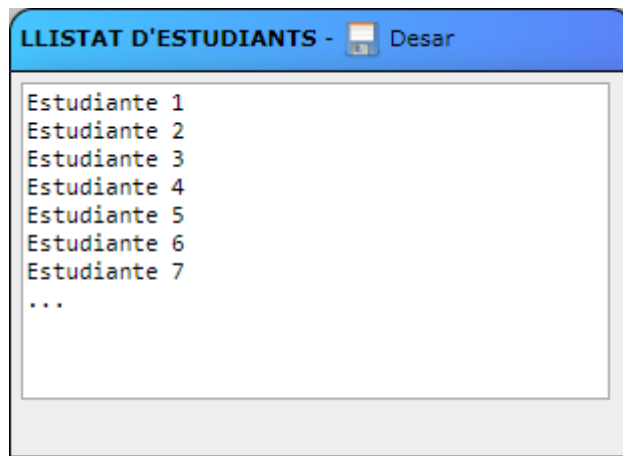 LLISTAT D'ESTUDIANTS - Desar
Estudiante 1
Estudiante 2
Estudiante 3
Estudiante 4
Estudiante 5
Estudiante 6
Estudiante 7
...